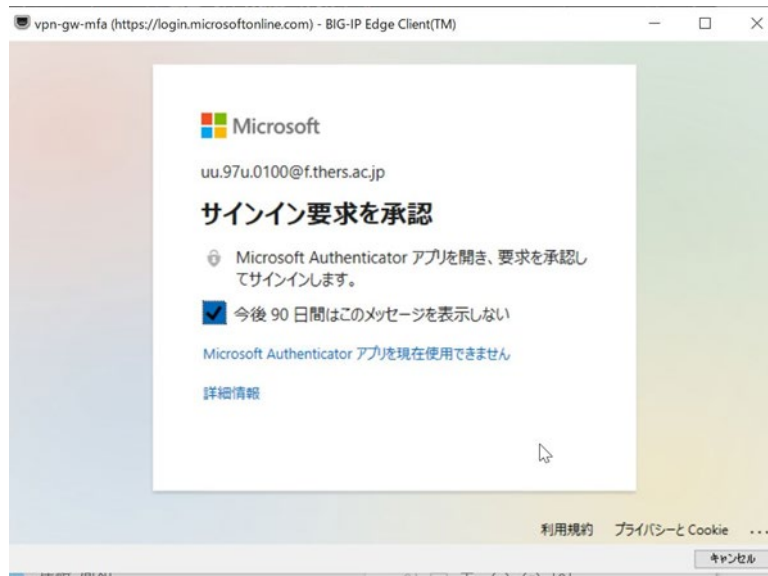 vpn-gw-mfa (https://login.microsoftonline.com) - BIG-IP Edge Client(TM)
Microsoft
uu.97u.0100@f.thers.ac.jp
サインイン要求を承認
Microsoft Authenticator アプリを開き、要求を承認し
てサインインします。
今後 90 日間はこのメッセージを表示しない
Microsoft Authenticator アプリを現在使用できません
詳細情報
利用規約 プライバシーと Cookie ...
キャンセル